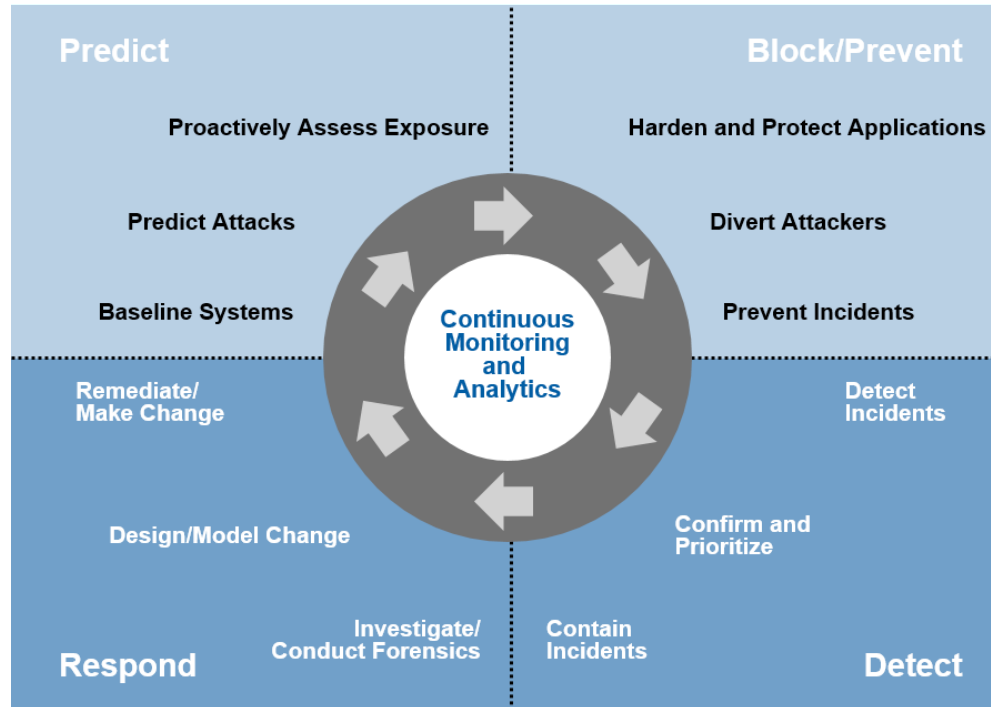 Predict
Block/Prevent
Proactively Assess Exposure
Harden and Protect Applications
Predict Attacks
Divert Attackers
Baseline Systems
Prevent Incidents
Continuous
Monitoring
and
Analytics
Remediate/
Make Change
Detect
Incidents
Design/Model Change
Confirm and
Prioritize
Investigate/
Conduct Forensics
Contain
Incidents
Respond
Detect